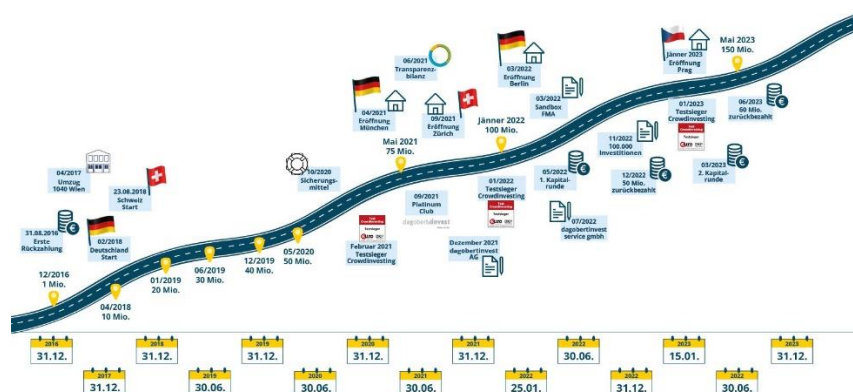 06/2021
Transparenz-
bilanz
03/2022
Eröffnung
Berlin
Jänner 2023
Eröffnung
Prag
Mai 2023
150 Mio.
04/2021
Eröffnung
München
09/2021
Eröffnung
Zürich
03/2022
Sandbox
FMA
Jänner 2022
100 Mio.
01/2023
Testsieger
Crowdinvesting
06/2023
60 Mio.
zurückbezahlt
Mai 2021
75 Mio.
11/2022
100.000
Investitionen
04/2017
Umzug
1040 Wien
23.08.2018
Schweiz
Start
10/2020
Sicherungs-
mittel
05/2022
1. Kapital-
runde
12/2022
50 Mio.
zurückbezahlt
03/2023
2. Kapital-
runde
01/2022
Testsieger
Crowdinvesting
09/2021
Platinum
Club
dagobertinvest
31.08.2016
Erste
Rückzahlung
02/2018
Deutschland
Start
Februar 2021
Testsieger
Crowdinvesting
07/2022
dagobertinvest
service gmbh
Dezember 2021
dagobertinvest
AG
12/2016
1 Mio.
04/2018
10 Mio.
01/2019
20 Mio.
06/2019
30 Mio.
12/2019
40 Mio.
05/2020
50 Mio.
2016
31.12.
2018
31.12.
2019
31.12.
2020
31.12.
2021
31.12.
2022
30.06.
2023
15.01.
2023
31.12.
2017
31.12.
2019
30.06.
2020
30.06.
2021
30.06.
2022
25.01.
2022
31.12.
2022
30.06.